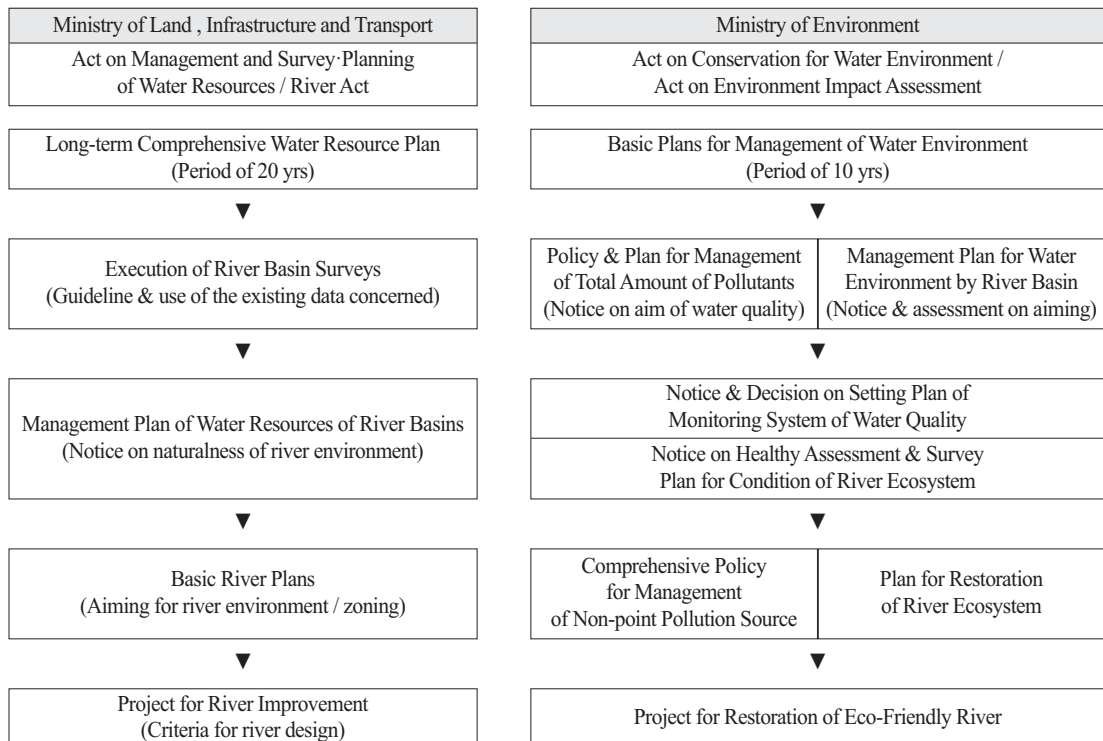 Ministry of Land , Infrastructure and Transport
Act on Management and Survey·Planning
of Water Resources / River Act
Long-term Comprehensive Water Resource Plan
(Period of 20 yrs)
▼
Execution of River Basin Surveys
(Guideline & use of the existing data concerned)
▼
Management Plan of Water Resources of River Basins
(Notice on naturalness of river environment)
▼
Basic River Plans
(Aiming for river environment / zoning)
▼
Project for River Improvement
(Criteria for river design)
Ministry of Environment
Act on Conservation for Water Environment /
Act on Environment Impact Assessment
Basic Plans for Management of Water Environment
(Period of 10 yrs)
▼
Policy & Plan for Management
of Total Amount of Pollutants
(Notice on aim of water quality)
Management Plan for Water
Environment by River Basin
(Notice & assessment on aiming)
▼
Notice & Decision on Setting Plan of
Monitoring System of Water Quality
Notice on Healthy Assessment & Survey
Plan for Condition of River Ecosystem
▼
Comprehensive Policy
for Management
of Non-point Pollution Source
Plan for Restoration
of River Ecosystem
▼
Project for Restoration of Eco-Friendly River